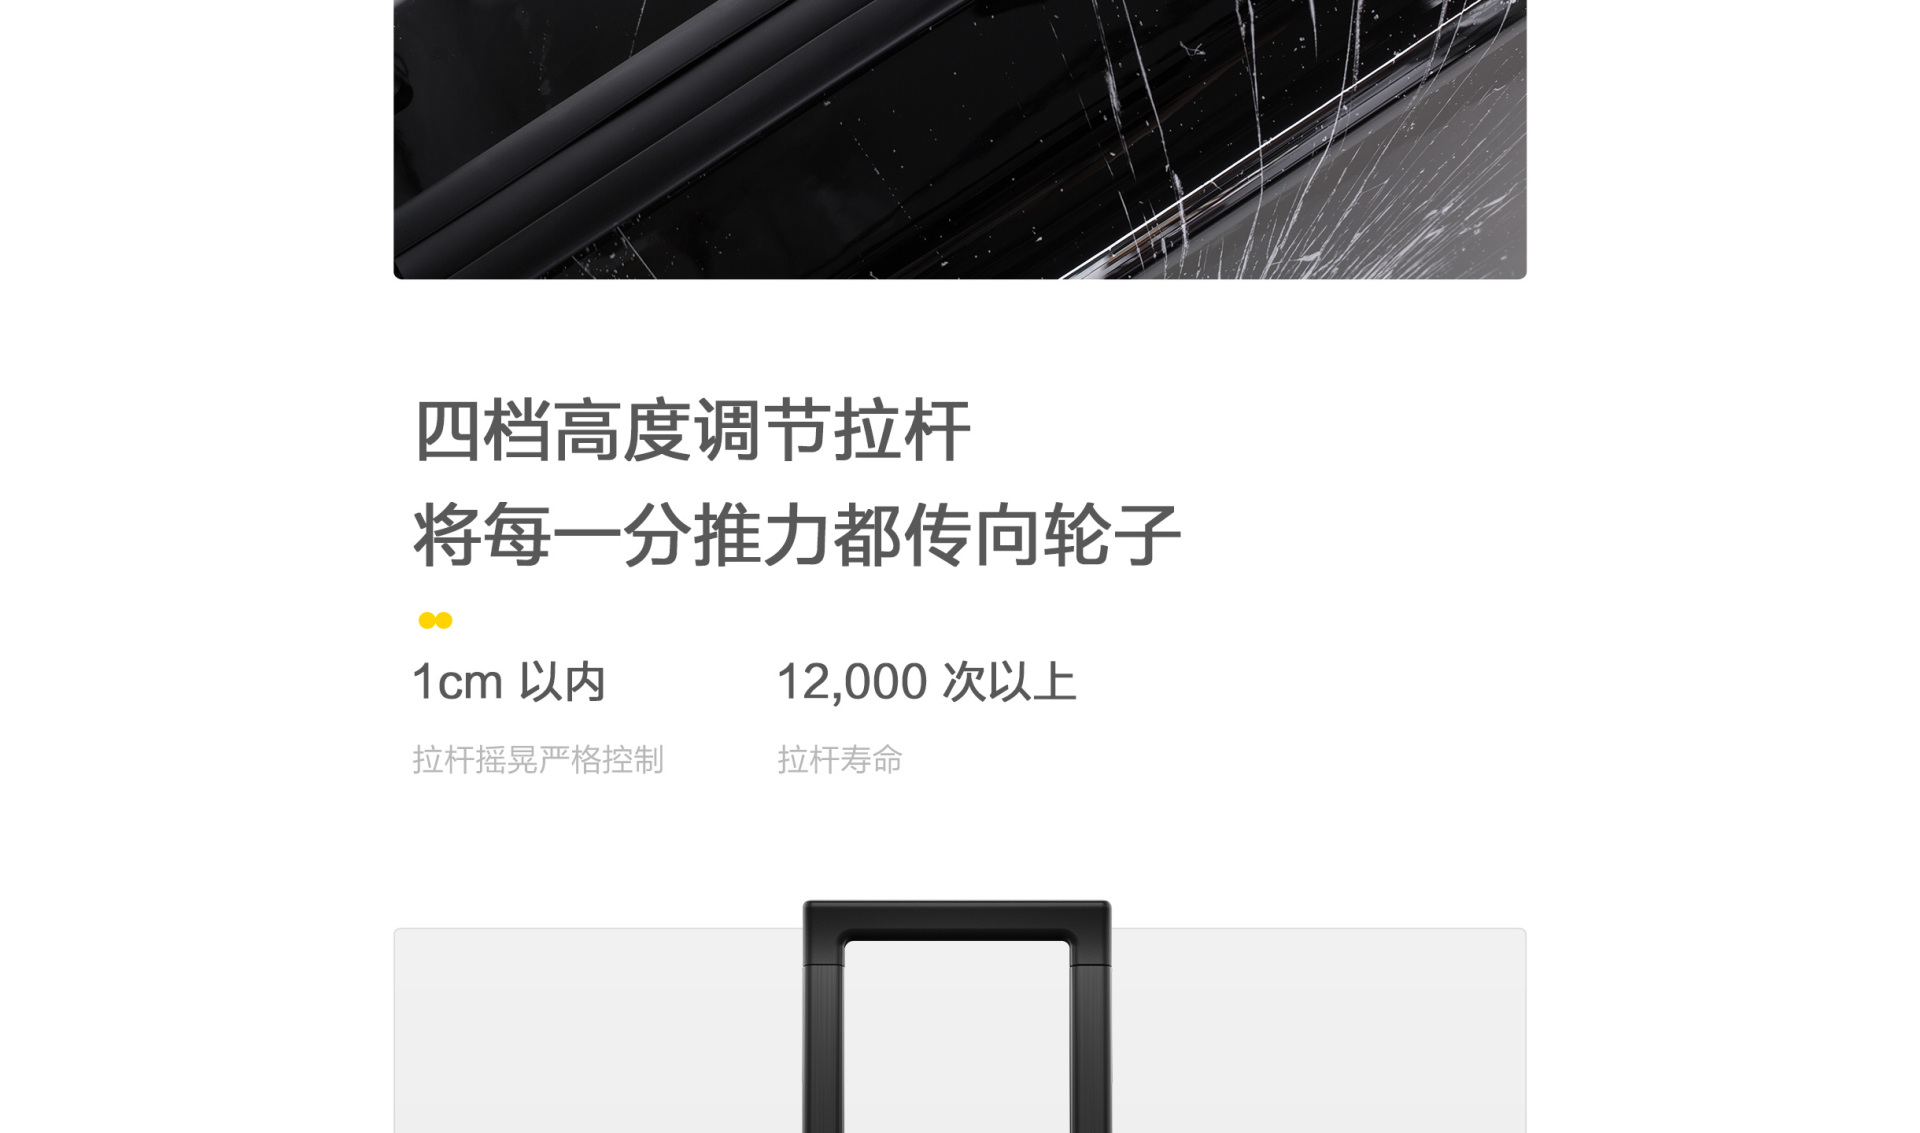 四档高度调节拉杆
将每一分推力都传向轮子
1cm 以内
12,000 次以上
拉杆摇晃严格控制
拉杆寿命